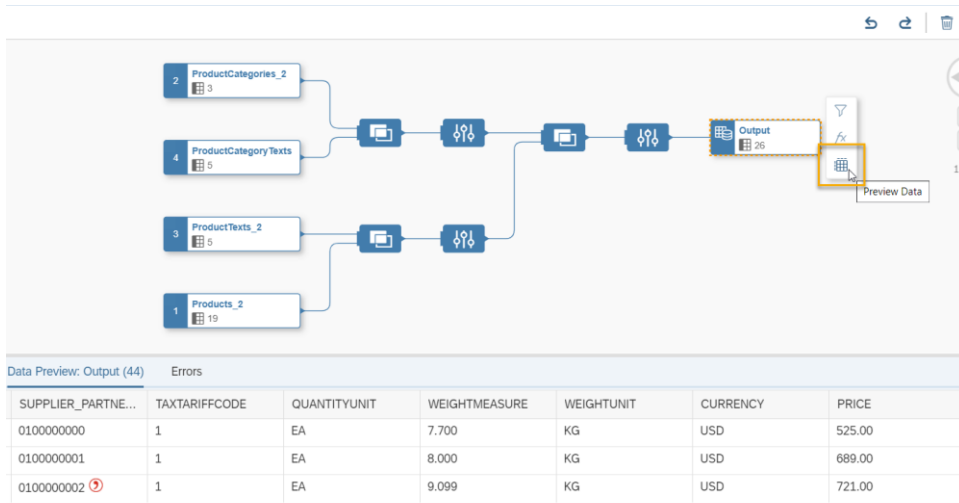 2 ProductCategories_2
3
4 ProductCategoryTexts
5
3 ProductTexts_2
5
1 Products_2
19
Output
26
fx
1
Preview Data
Data Preview: Output (44) Errors
SUPPLIER_PARTNE... TAXTARIFFCODE QUANTITYUNIT WEIGHTMEASURE WEIGHTUNIT CURRENCY PRICE
0100000000 1 EA 7.700 KG USD 525.00
0100000001 1 EA 8.000 KG USD 689.00
0100000002 1 EA 9.099 KG USD 721.00